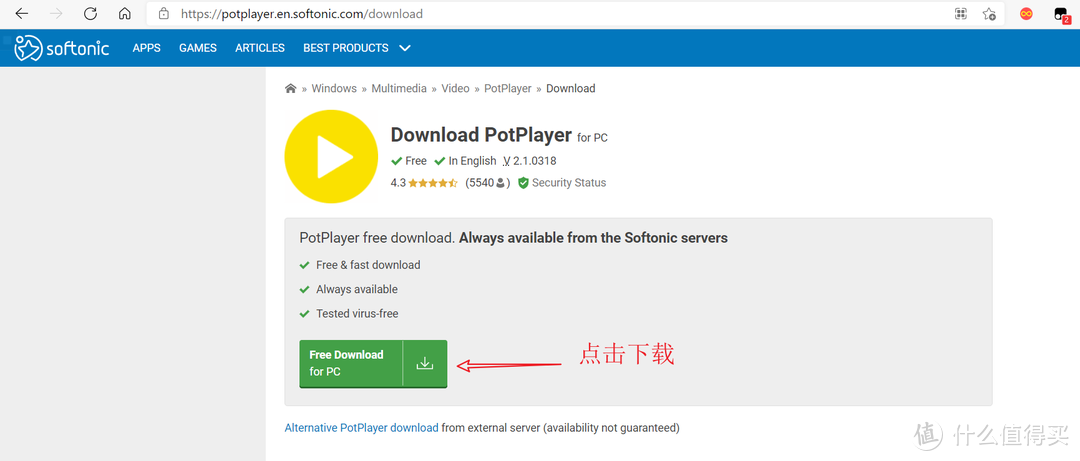 https://potplayer.en.softonic.com/download
2
softonic APPS GAMES ARTICLES BEST PRODUCTS
» Windows » Multimedia » Video » PotPlayer » Download
Download PotPlayer for PC
Free In English V 2.1.0318
4.3 (5540) Security Status
PotPlayer free download. Always available from the Softonic servers
Free & fast download
Always available
Tested virus-free
Free Download
for PC
点击下载
Alternative PotPlayer download from external server (availability not guaranteed)
值 什么值得买